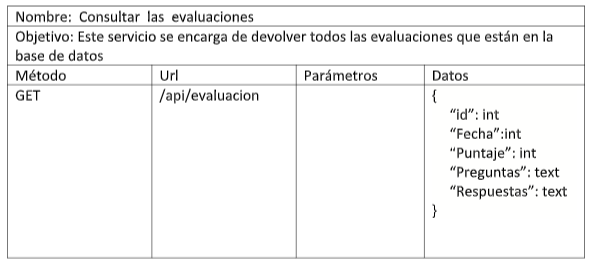 Nombre: Consultar las evaluaciones
Objetivo: Este servicio se encarga de devolver todos las evaluaciones que están en la
base de datos
Método Url Parámetros Datos
GET /api/evaluacion {
“id”: int
“Fecha”:int
“Puntaje”: int
“Preguntas”: text
“Respuestas”: text
}